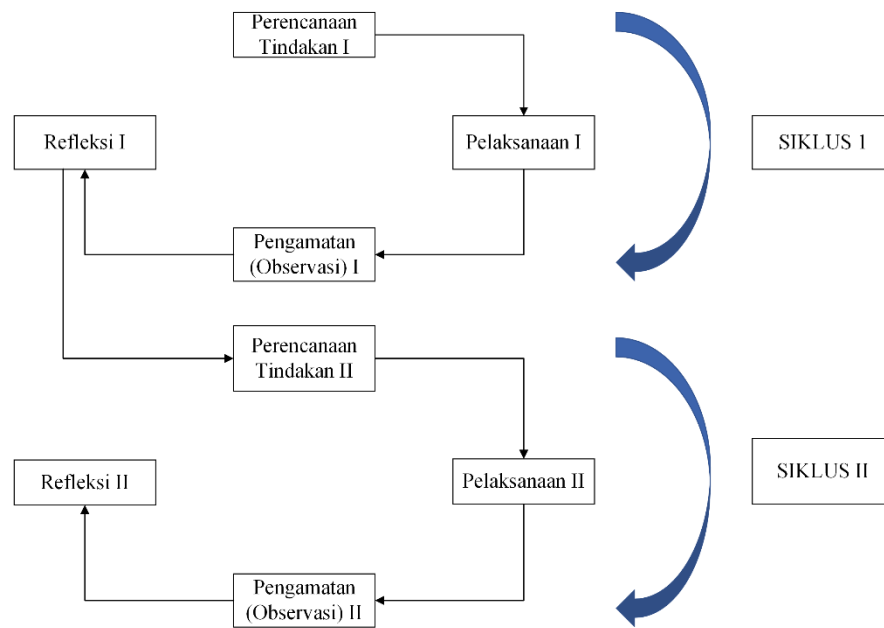 Perencanaan
Tindakan I
Refleksi I
Pelaksanaan I
SIKLUS 1
Pengamatan
(Observasi) I
Perencanaan
Tindakan II
Refleksi II
Pelaksanaan II
SIKLUS II
Pengamatan
(Observasi) II